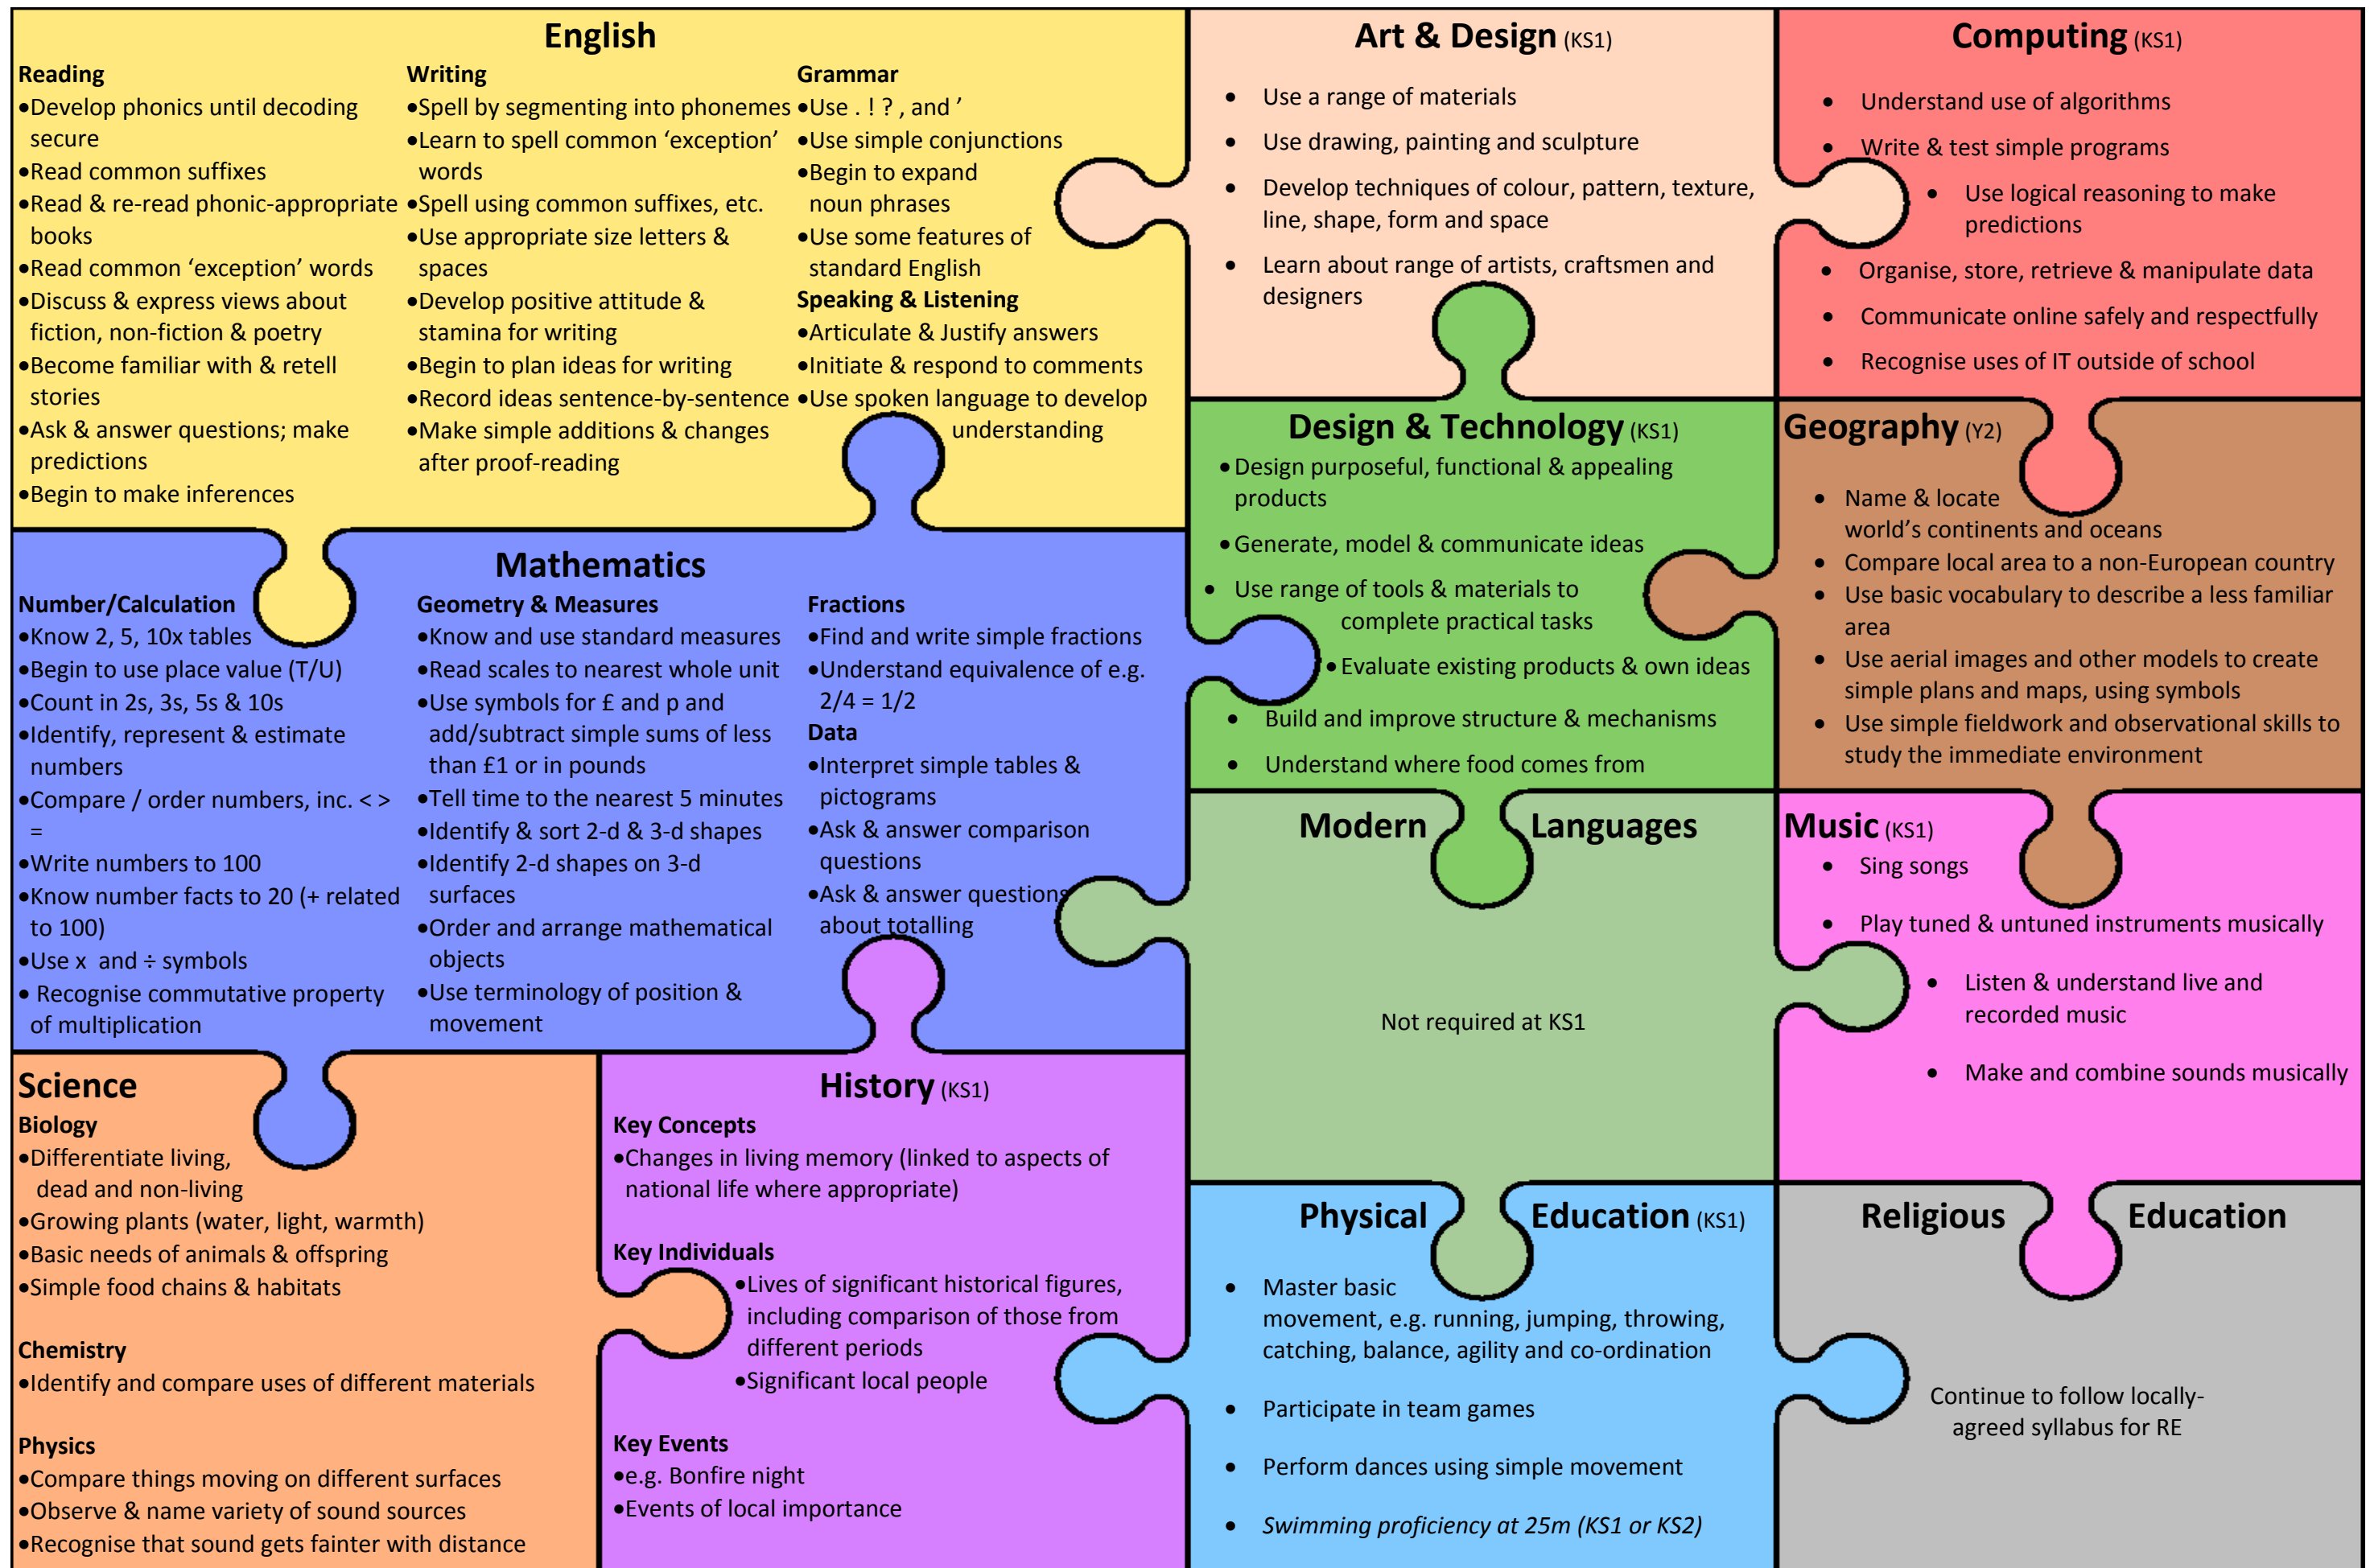 English
Reading
•Develop phonics until decoding
secure
•Read common suffixes
•Read & re-read phonic-appropriate
books
•Read common ‘exception’ words
•Discuss & express views about
fiction, non-fiction & poetry
•Become familiar with & retell
stories
•Ask & answer questions; make
predictions
•Begin to make inferences
Writing
•Spell by segmenting into phonemes
•Learn to spell common ‘exception’
words
•Spell using common suffixes, etc.
•Use appropriate size letters &
spaces
•Develop positive attitude &
stamina for writing
•Begin to plan ideas for writing
•Record ideas sentence-by-sentence
•Make simple additions & changes
after proof-reading
Grammar
•Use . ! ? , and ’
•Use simple conjunctions
•Begin to expand
noun phrases
•Use some features of
standard English
Speaking & Listening
•Articulate & Justify answers
•Initiate & respond to comments
•Use spoken language to develop
understanding
Art & Design (KS1)
• Use a range of materials
• Use drawing, painting and sculpture
• Develop techniques of colour, pattern, texture,
line, shape, form and space
• Learn about range of artists, craftsmen and
designers
Computing (KS1)
• Understand use of algorithms
• Write & test simple programs
• Use logical reasoning to make
predictions
• Organise, store, retrieve & manipulate data
• Communicate online safely and respectfully
• Recognise uses of IT outside of school
Mathematics
Number/Calculation
•Know 2, 5, 10x tables
•Begin to use place value (T/U)
•Count in 2s, 3s, 5s & 10s
•Identify, represent & estimate
numbers
•Compare / order numbers, inc. < >
=
•Write numbers to 100
•Know number facts to 20 (+ related
to 100)
•Use x and ÷ symbols
• Recognise commutative property
of multiplication
Geometry & Measures
•Know and use standard measures
•Read scales to nearest whole unit
•Use symbols for £ and p and
add/subtract simple sums of less
than £1 or in pounds
•Tell time to the nearest 5 minutes
•Identify & sort 2-d & 3-d shapes
•Identify 2-d shapes on 3-d
surfaces
•Order and arrange mathematical
objects
•Use terminology of position &
movement
Fractions
•Find and write simple fractions
•Understand equivalence of e.g.
2/4 = 1/2
Data
•Interpret simple tables &
pictograms
•Ask & answer comparison
questions
•Ask & answer questions
about totalling
Design & Technology (KS1)
• Design purposeful, functional & appealing
products
• Generate, model & communicate ideas
• Use range of tools & materials to
complete practical tasks
• Evaluate existing products & own ideas
• Build and improve structure & mechanisms
• Understand where food comes from
Geography (Y2)
• Name & locate
world’s continents and oceans
• Compare local area to a non-European country
• Use basic vocabulary to describe a less familiar
area
• Use aerial images and other models to create
simple plans and maps, using symbols
• Use simple fieldwork and observational skills to
study the immediate environment
Modern Languages
Not required at KS1
Music (KS1)
• Sing songs
• Play tuned & untuned instruments musically
• Listen & understand live and
recorded music
• Make and combine sounds musically
Science
Biology
•Differentiate living,
dead and non-living
•Growing plants (water, light, warmth)
•Basic needs of animals & offspring
•Simple food chains & habitats
Chemistry
•Identify and compare uses of different materials
Physics
•Compare things moving on different surfaces
•Observe & name variety of sound sources
•Recognise that sound gets fainter with distance
History (KS1)
Key Concepts
•Changes in living memory (linked to aspects of
national life where appropriate)
Key Individuals
•Lives of significant historical figures,
including comparison of those from
different periods
•Significant local people
Key Events
•e.g. Bonfire night
•Events of local importance
Physical Education (KS1)
• Master basic
movement, e.g. running, jumping, throwing,
catching, balance, agility and co-ordination
• Participate in team games
• Perform dances using simple movement
• Swimming proficiency at 25m (KS1 or KS2)
Religious Education
Continue to follow locally-
agreed syllabus for RE